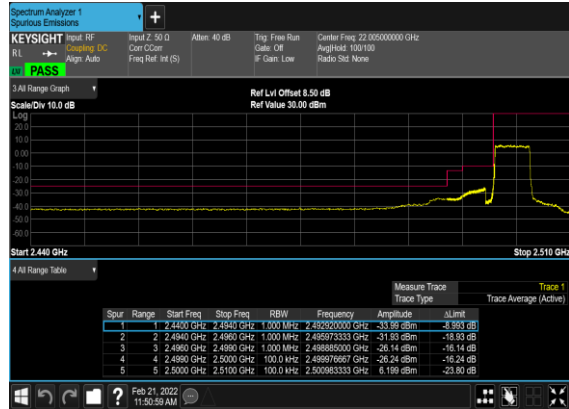 Spectrum Analyzer 1
Spurious Emissions
KEYSIGHT Input: RF Input Z: 50 Ω Atten: 40 dB Trig: Free Run Center Freq: 22.005000000 GHz
RL Coupling: DC Corr CCorr Gate: Off Avg|Hold: 100/100
Align: Auto Freq Ref: Int (S) IF Gain: Low Radio Std: None
PASS
3 All Range Graph
Ref Lvl Offset 8.50 dB
Scale/Div 10.0 dB Ref Value 30.00 dBm
Log
20.0
10.0
0.00
-10.0
-20.0
-30.0
-40.0
-50.0
-60.0
Start 2.440 GHz Stop 2.510 GHz
4 All Range Table
Measure Trace Trace 1
Trace Type Trace Average (Active)
Spur Range Start Freq Stop Freq RBW Frequency Amplitude ΔLimit
1 1 2.4400 GHz 2.4940 GHz 1.000 MHz 2.492920000 GHz -33.99 dBm -8.993 dB
2 2 2.4940 GHz 2.4960 GHz 1.000 MHz 2.495973333 GHz -31.93 dBm -18.93 dB
3 3 2.4960 GHz 2.4990 GHz 1.000 MHz 2.498885000 GHz -26.14 dBm -16.14 dB
4 4 2.4990 GHz 2.5000 GHz 100.0 kHz 2.499976667 GHz -26.24 dBm -16.24 dB
5 5 2.5000 GHz 2.5100 GHz 100.0 kHz 2.500983333 GHz 6.199 dBm -23.80 dB
Feb 21, 2022
11:50:59 AM